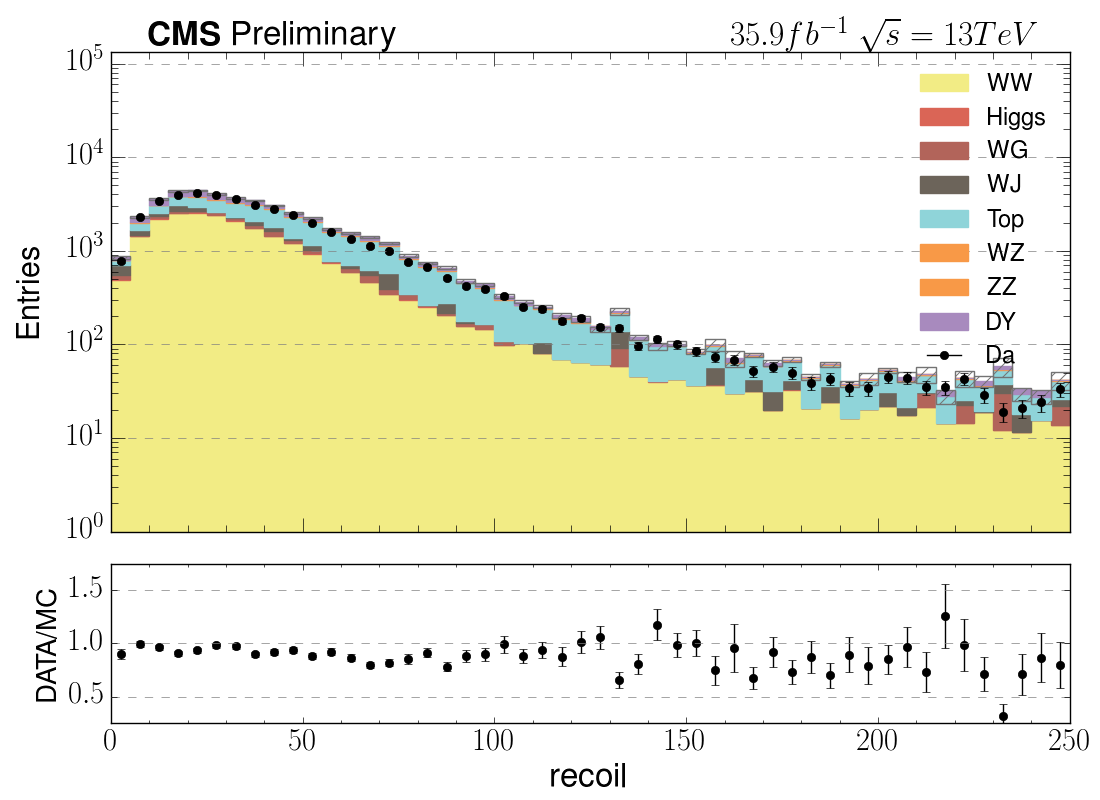 CMS Preliminary 35.9fb⁻¹ √s = 13TeV
10⁵
10⁴
10³
10²
10¹
10⁰
Entries
WW
Higgs
WG
WJ
Top
WZ
ZZ
DY
Da
1.5
1.0
0.5
DATA/MC
0 50 100 150 200 250
recoil